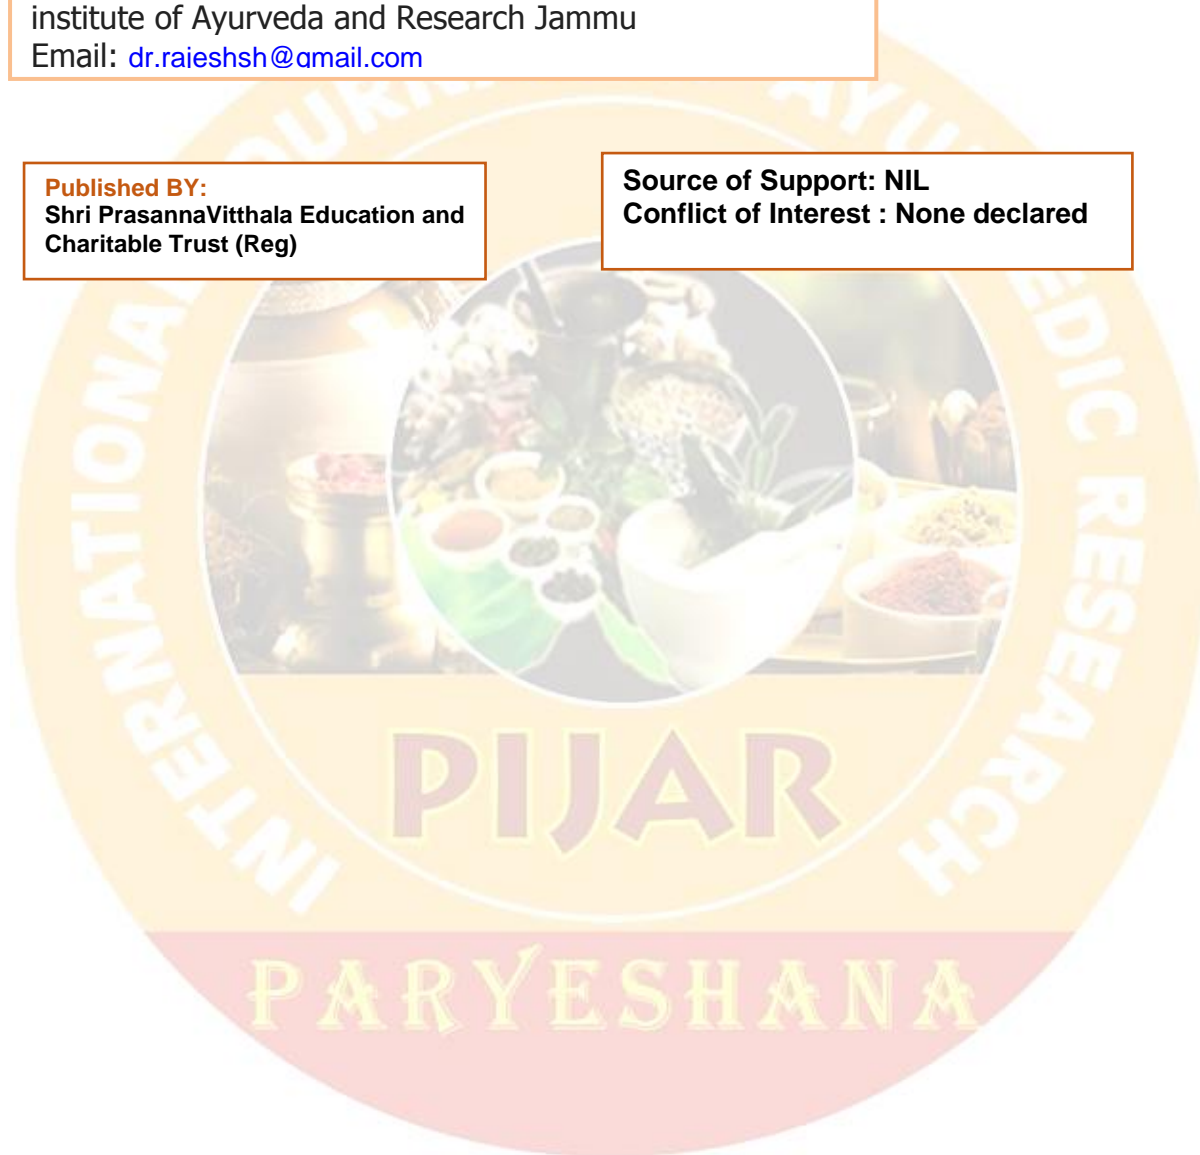 institute of Ayurveda and Research Jammu
Email: dr.rajeshsh@gmail.com
Published BY:
Shri PrasannaVitthala Education and
Charitable Trust (Reg)
Source of Support: NIL
Conflict of Interest : None declared
INTERNATIONAL JOURNAL AYURVEDIC RESEARCH
PIJAR
PARYESHANA